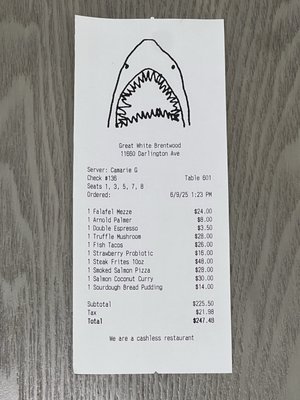 Great White Brentwood
11660 Darlington Ave
Server: Camarie G
Check #136 Table 601
Seats 1, 3, 5, 7, 8
Ordered: 6/9/25 1:23 PM
1 Falafel Mezze $24.00
1 Arnold Palmer $8.00
1 Double Espresso $3.50
1 Truffle Mushroom $28.00
1 Fish Tacos $26.00
1 Strawberry Probiotic $16.00
1 Steak Frites 10oz $48.00
1 Smoked Salmon Pizza $28.00
1 Salmon Coconut Curry $30.00
1 Sourdough Bread Pudding $14.00
Subtotal $225.50
Tax $21.98
Total $247.48
We are a cashless restaurant